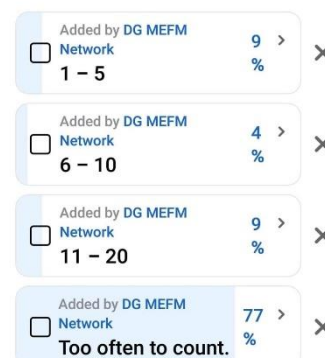 Added by DG MEFM
Network
1 – 5
9
%
Added by DG MEFM
Network
6 – 10
4
%
Added by DG MEFM
Network
11 – 20
9
%
Added by DG MEFM
Network
Too often to count.
77
%